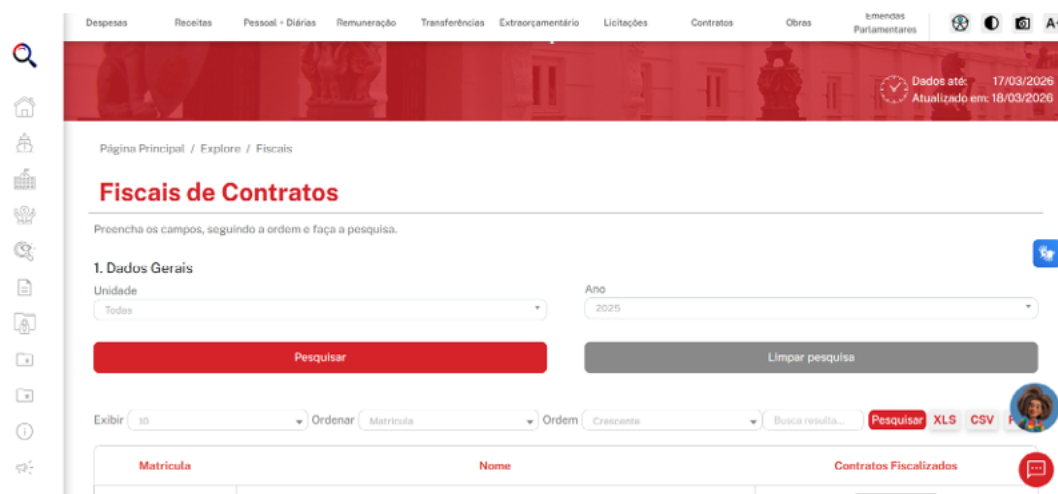 Despesas Receitas Pessoal + Diárias Remuneração Transferências Extraorçamentário Licitações Contratos Obras Emendas Parlamentares
Dados até: 17/03/2026
Atualizado em: 18/03/2026
Página Principal / Explore / Fiscais
Fiscais de Contratos
Preencha os campos, seguindo a ordem e faça a pesquisa.
1. Dados Gerais
Unidade Ano
Todas 2025
Pesquisar Limpar pesquisa
Exibir 10 Ordenar Matrícula Ordem Crescente Busca resulta... Pesquisar XLS CSV
Matrícula Nome Contratos Fiscalizados